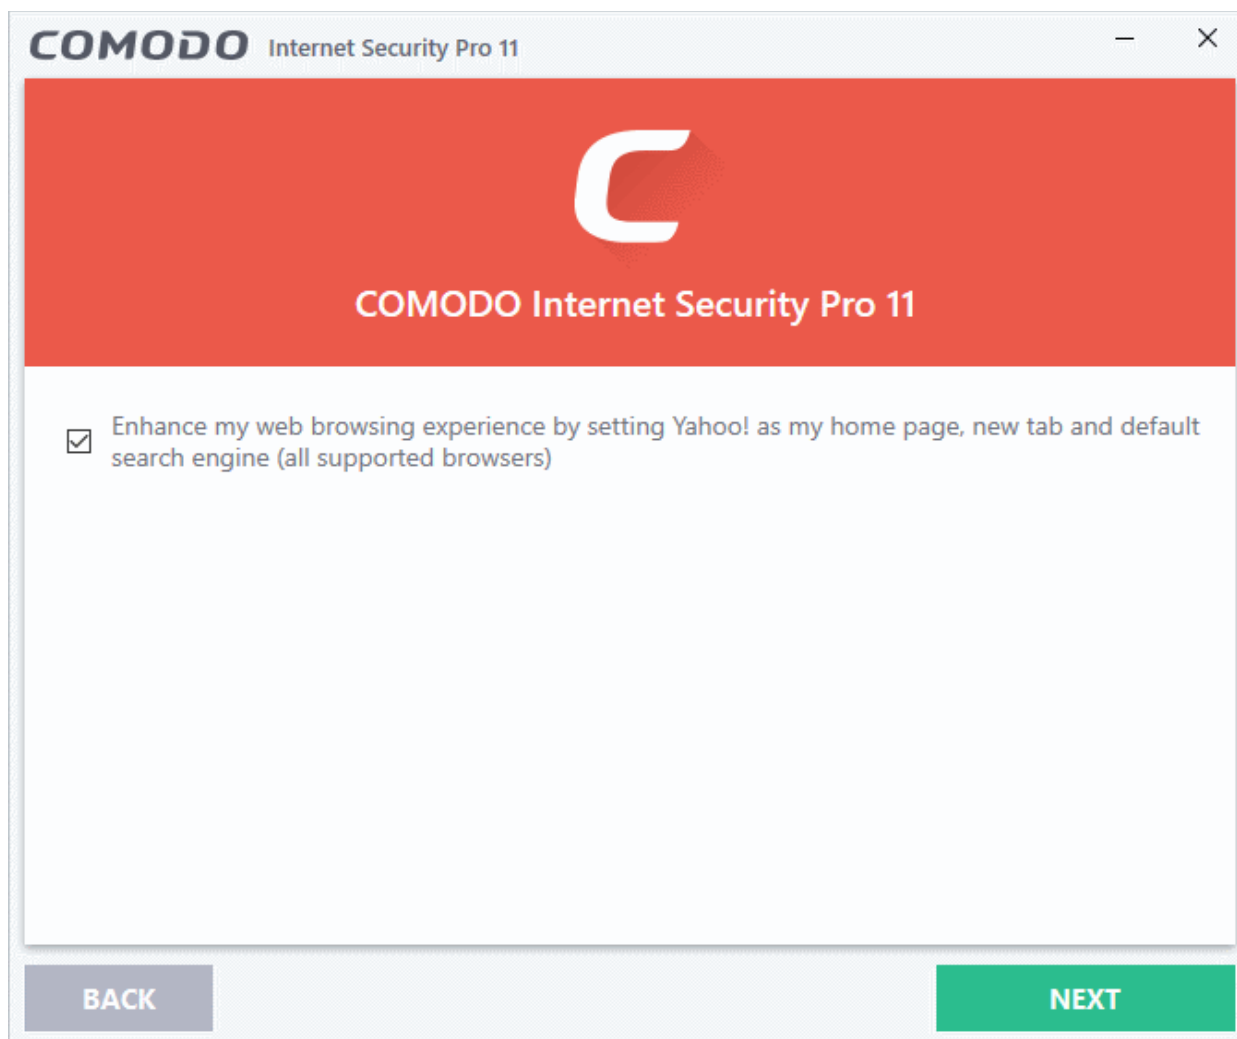 COMODO Internet Security Pro 11
COMODO Internet Security Pro 11
Enhance my web browsing experience by setting Yahoo! as my home page, new tab and default
search engine (all supported browsers)
BACK
NEXT